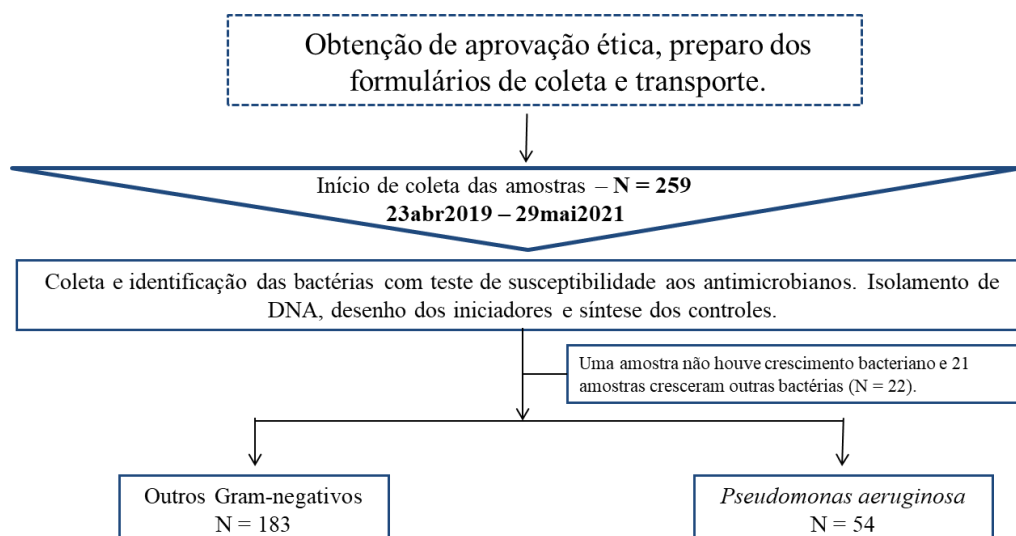 Obtenção de aprovação ética, preparo dos
formulários de coleta e transporte.
Início de coleta das amostras – N = 259
23abr2019 – 29mai2021
Coleta e identificação das bactérias com teste de susceptibilidade aos antimicrobianos. Isolamento de
DNA, desenho dos iniciadores e síntese dos controles.
Uma amostra não houve crescimento bacteriano e 21
amostras cresceram outras bactérias (N = 22).
Outros Gram-negativos
N = 183
Pseudomonas aeruginosa
N = 54